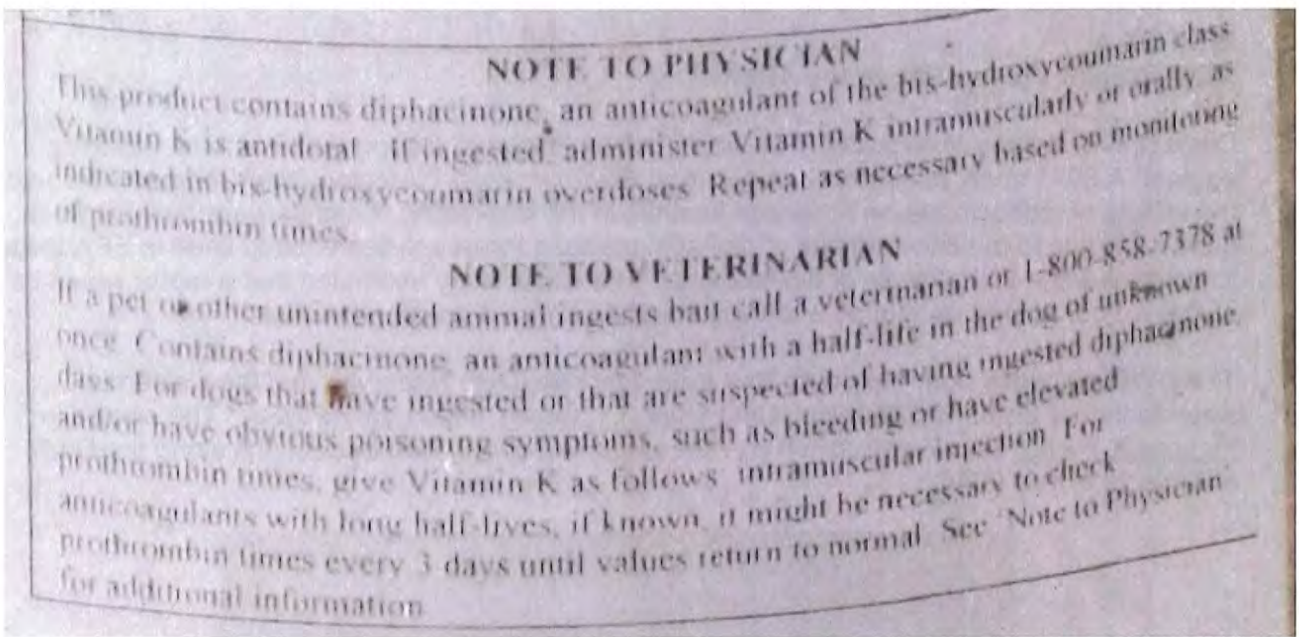 NOTE TO PHYSICIAN
This product contains diphacinone, an anticoagulant of the bis-hydroxycoumarin class
Vitamin K is antidotal. If ingested, administer Vitamin K intramuscularly or orally as
indicated in bis-hydroxycoumarin overdoses. Repeat as necessary based on monitoring
of prothrombin times.
NOTE TO VETERINARIAN
If a pet or other unintended animal ingests bait call a veterinarian or 1-800-858-7378 at
once. Contains diphacinone, an anticoagulant with a half-life in the dog of unknown
days. For dogs that have ingested or that are suspected of having ingested diphacinone,
and/or have obvious poisoning symptoms, such as bleeding or have elevated
prothrombin times, give Vitamin K as follows: intramuscular injection. For
anticoagulants with long half-lives, if known, it might be necessary to check
prothrombin times every 3 days until values return to normal. See 'Note to Physician'
for additional information